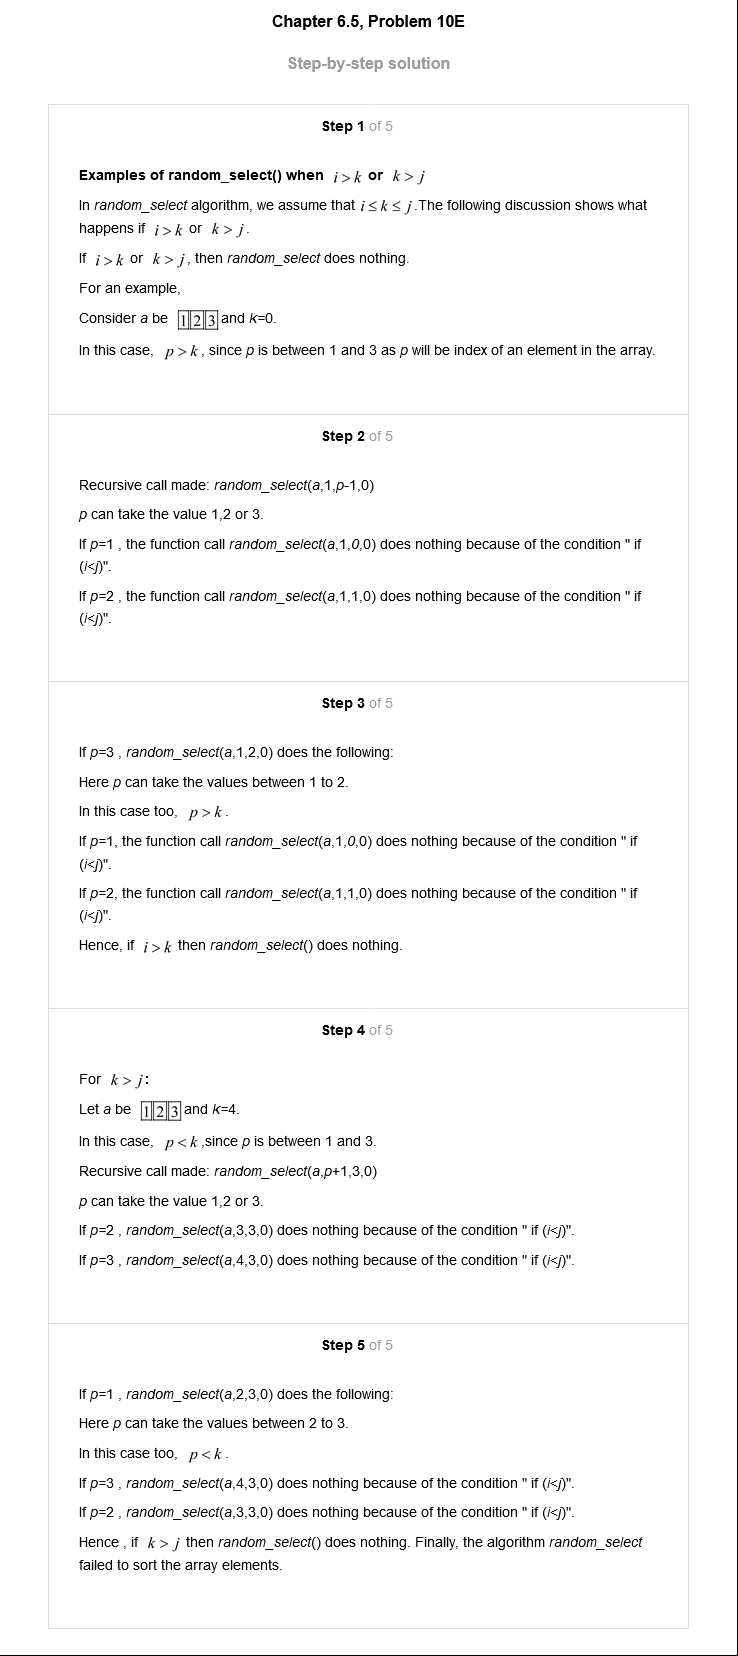 Chapter 6.5, Problem 10E
Step-by-step solution
Step 1 of 5
Examples of random_select() when i > k or k > j
In random_select algorithm, we assume that i ≤ k ≤ j .The following discussion shows what
happens if i > k or k > j .
If i > k or k > j , then random_select does nothing.
For an example,
Consider a be 1 2 3 and k=0.
In this case, p > k , since p is between 1 and 3 as p will be index of an element in the array.
Step 2 of 5
Recursive call made: random_select(a,1,p-1,0)
p can take the value 1,2 or 3.
If p=1 , the function call random_select(a,1,0,0) does nothing because of the condition " if
(i<j)".
If p=2 , the function call random_select(a,1,1,0) does nothing because of the condition " if
(i<j)".
Step 3 of 5
If p=3 , random_select(a,1,2,0) does the following:
Here p can take the values between 1 to 2.
In this case too, p > k .
If p=1, the function call random_select(a,1,0,0) does nothing because of the condition " if
(i<j)".
If p=2, the function call random_select(a,1,1,0) does nothing because of the condition " if
(i<j)".
Hence, if i > k then random_select() does nothing.
Step 4 of 5
For k > j :
Let a be 1 2 3 and k=4.
In this case, p < k ,since p is between 1 and 3.
Recursive call made: random_select(a,p+1,3,0)
p can take the value 1,2 or 3.
If p=2 , random_select(a,3,3,0) does nothing because of the condition " if (i<j)".
If p=3 , random_select(a,4,3,0) does nothing because of the condition " if (i<j)".
Step 5 of 5
If p=1 , random_select(a,2,3,0) does the following:
Here p can take the values between 2 to 3.
In this case too, p < k .
If p=3 , random_select(a,4,3,0) does nothing because of the condition " if (i<j)".
If p=2 , random_select(a,3,3,0) does nothing because of the condition " if (i<j)".
Hence , if k > j then random_select() does nothing. Finally, the algorithm random_select
failed to sort the array elements.